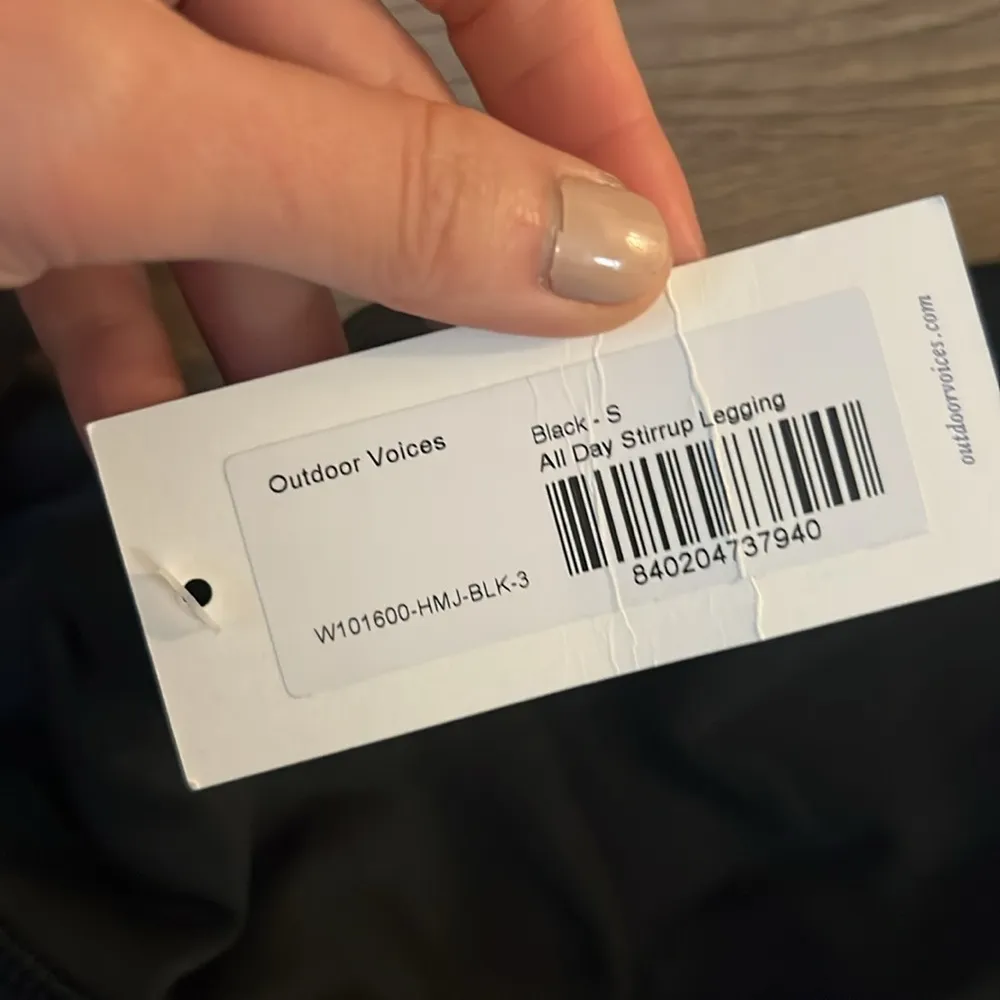 Outdoor Voices
Black - S
All Day Stirrup Legging
840204737940
W101600-HMJ-BLK-3
outdoorvoices.com